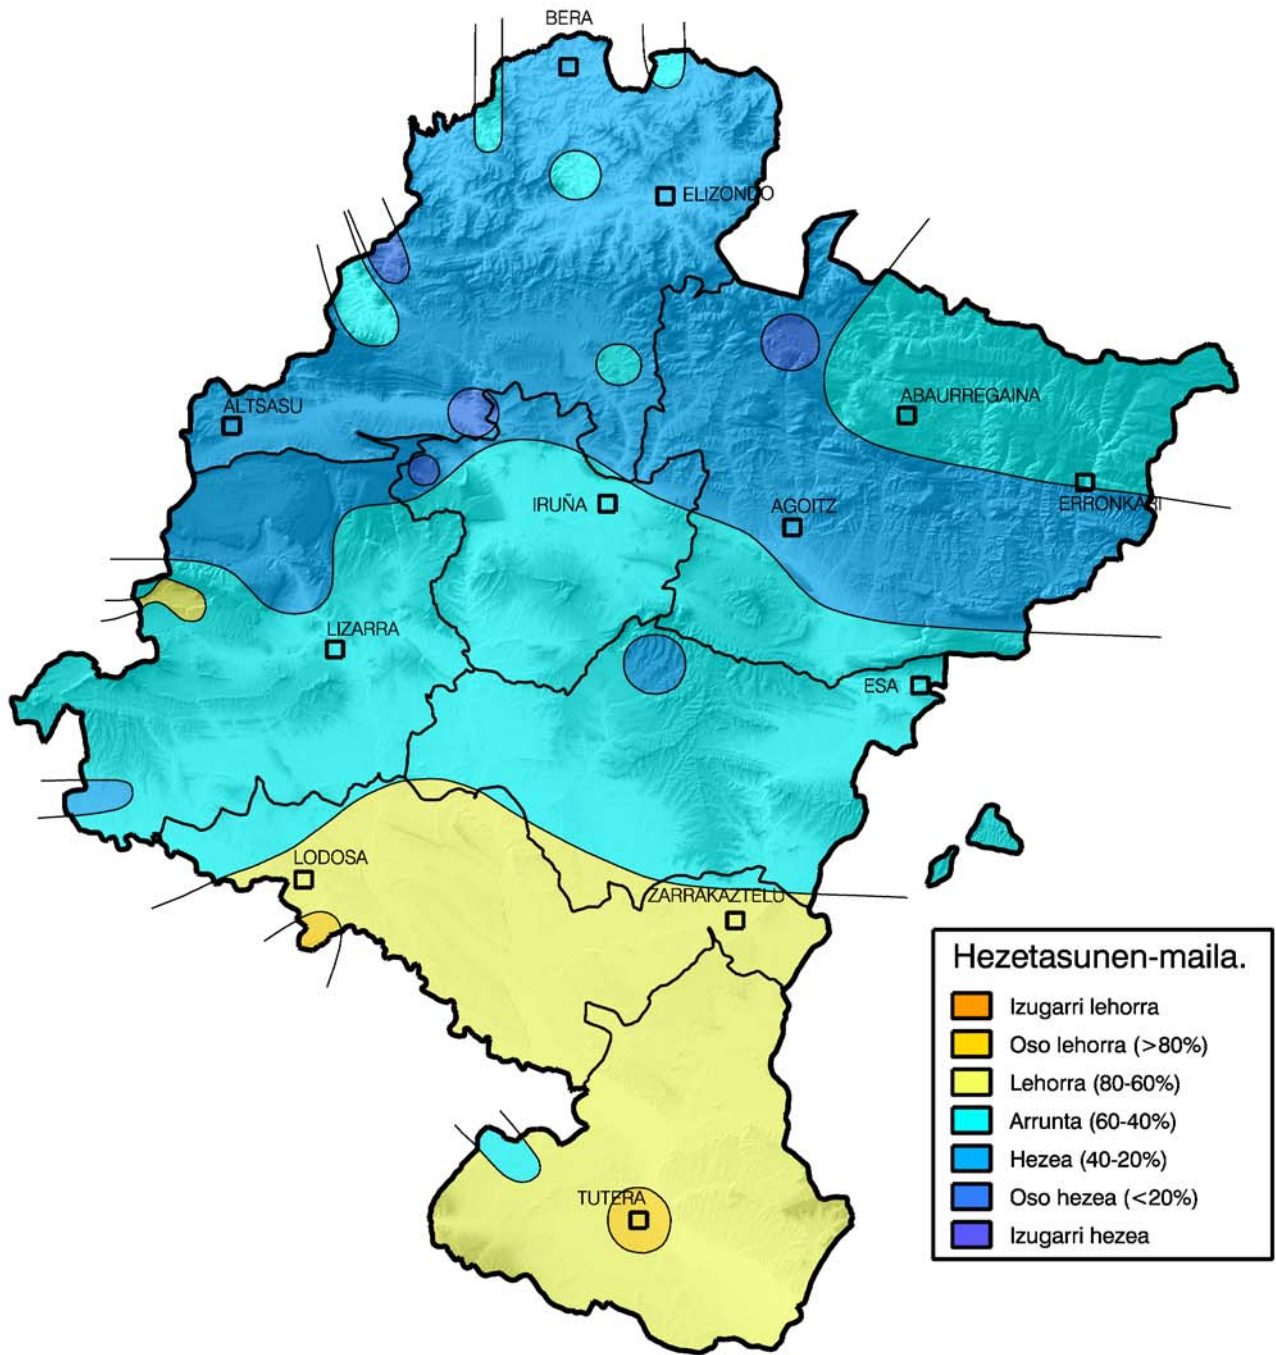 BERA
ELIZONDO
ABAURREGAINA
ALTSASU
ERRONKARI
IRUÑA
AGOITZ
LIZARRA
ESA
LODOSA
ZARRAKAZTELU
TUTERA
Hezetasunen-maila.
Izugarri lehorra
Oso lehorra (>80%)
Lehorra (80-60%)
Arrunta (60-40%)
Hezea (40-20%)
Oso hezea (<20%)
Izugarri hezea